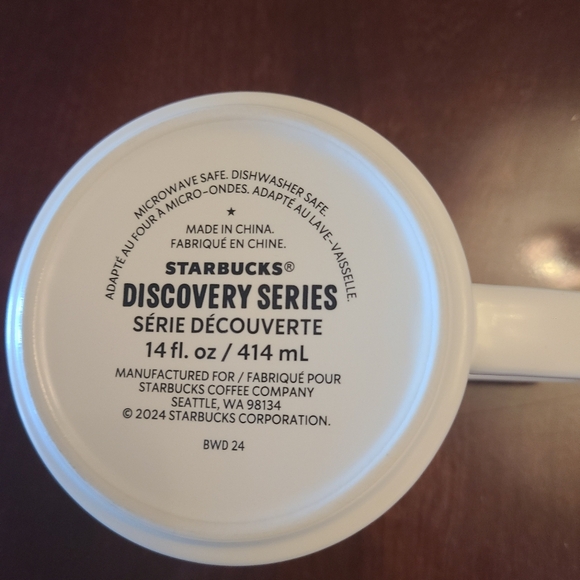 MICROWAVE SAFE. DISHWASHER SAFE.
ADAPTÉ AU FOUR À MICRO-ONDES. ADAPTÉ AU LAVE-VAISSELLE.
★
MADE IN CHINA.
FABRIQUÉ EN CHINE.
STARBUCKS®
DISCOVERY SERIES
SÉRIE DÉCOUVERTE
14 fl. oz / 414 mL
MANUFACTURED FOR / FABRIQUÉ POUR
STARBUCKS COFFEE COMPANY
SEATTLE, WA 98134
© 2024 STARBUCKS CORPORATION.
BWD 24